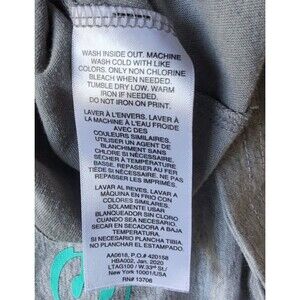 WASH INSIDE OUT. MACHINE
WASH COLD WITH LIKE
COLORS. ONLY NON CHLORINE
BLEACH WHEN NEEDED.
TUMBLE DRY LOW. WARM
IRON IF NEEDED.
DO NOT IRON ON PRINT.
LAVER À L'ENVERS. LAVER À
LA MACHINE À L'EAU FROIDE
AVEC DES
COULEURS SIMILAIRES.
UTILISER UN AGENT DE
BLANCHIMENT SANS
CHLORE SI NÉCESSAIRE,
SÉCHER À TEMPÉRATURE
BASSE. REPASSER AU FER
TIÈDE SI NÉCESSAIRE. NE PAS
REPASSER LES IMPRIMÉS.
LAVAR AL REVES. LAVAR A
MÁQUINA EN FRIO CON
COLORES SIMILARES
SOLAMENTE USAR
BLANQUEADOR SIN CLORO
CUANDO SEA NECESARIO.
SECAR EN SECADORA A BAJA
TEMPERATURA.
SI ES NECESARIO PLANCHA TIBIA.
NO PLANCHAR EL ESTAMPADO.
AA0618, P.O.# 420158
HBA002, Jan. 2020
LTAG100 / W.33rd St./
New York 10001/USA
RN# 13706